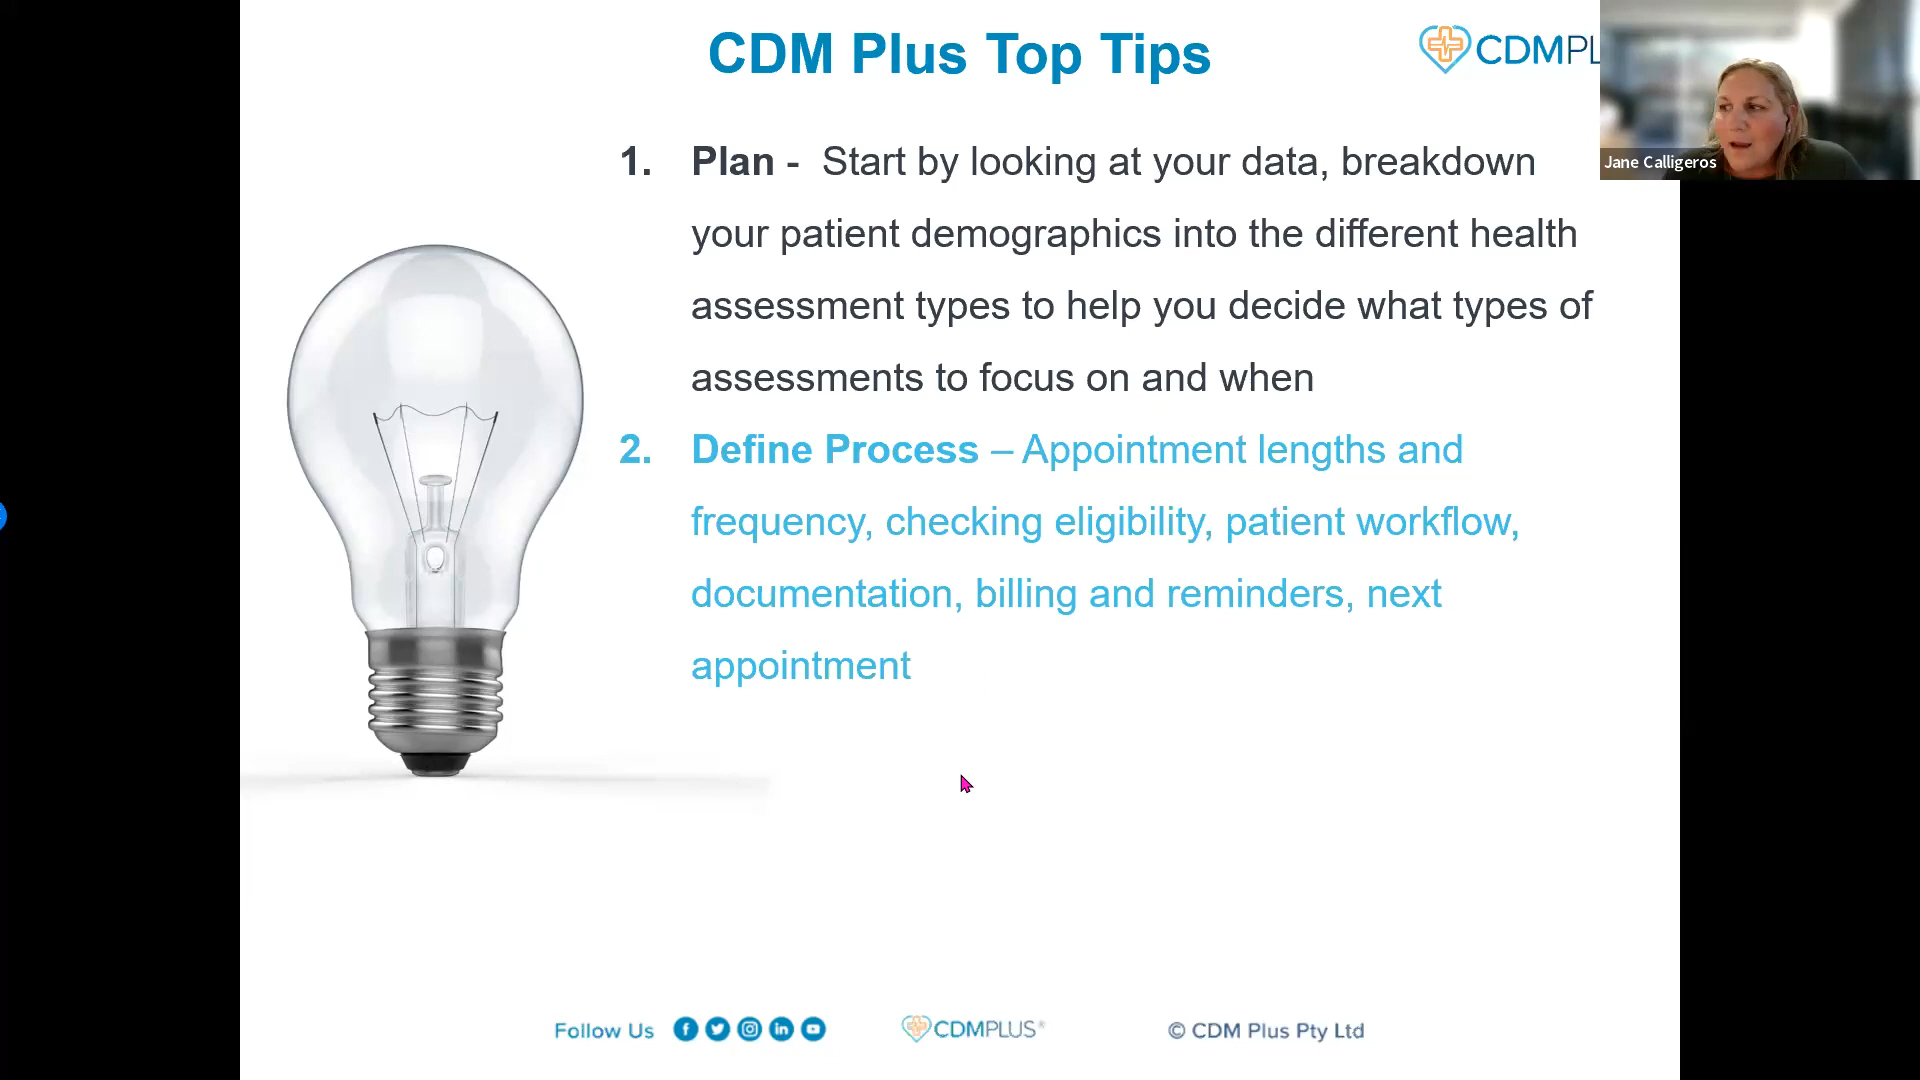 CDM Plus Top Tips
CDMPL
Jane Calligeros
1. Plan - Start by looking at your data, breakdown
your patient demographics into the different health
assessment types to help you decide what types of
assessments to focus on and when
2. Define Process – Appointment lengths and
frequency, checking eligibility, patient workflow,
documentation, billing and reminders, next
appointment
Follow Us
CDMPLUS®
© CDM Plus Pty Ltd